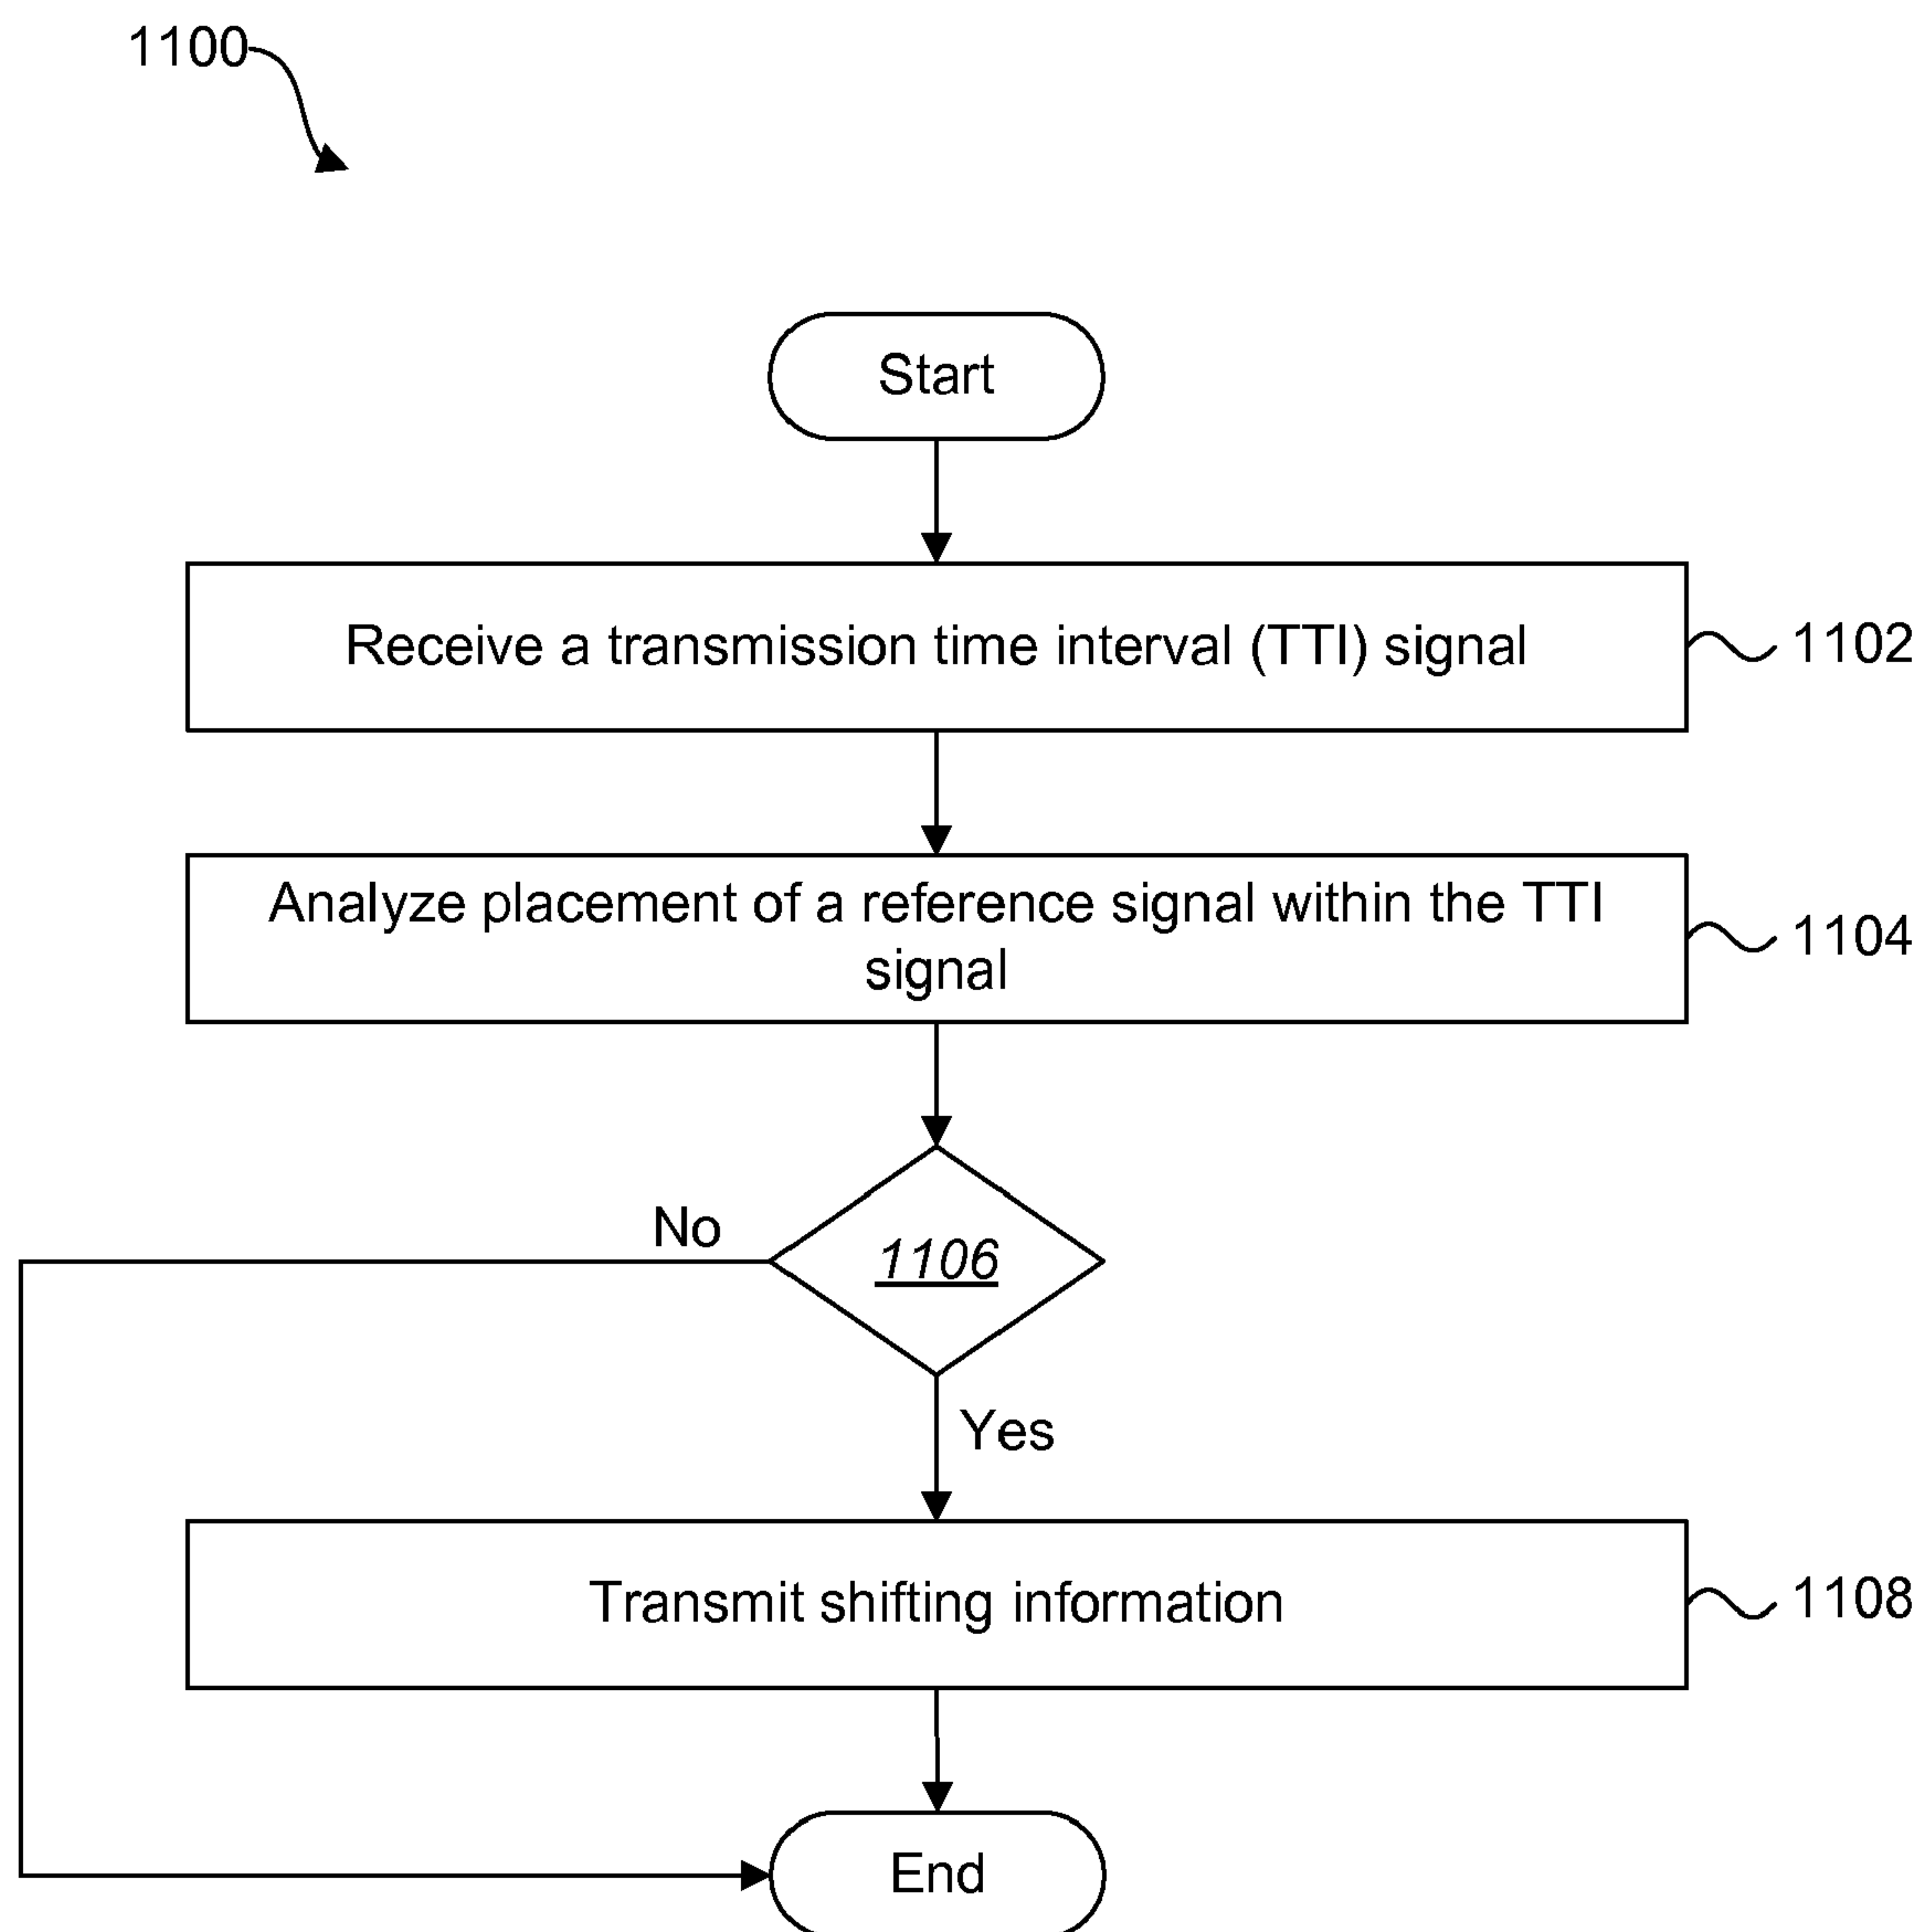 1100
Start
Receive a transmission time interval (TTI) signal
1102
Analyze placement of a reference signal within the TTI
signal
1104
No
1106
Yes
Transmit shifting information
1108
End